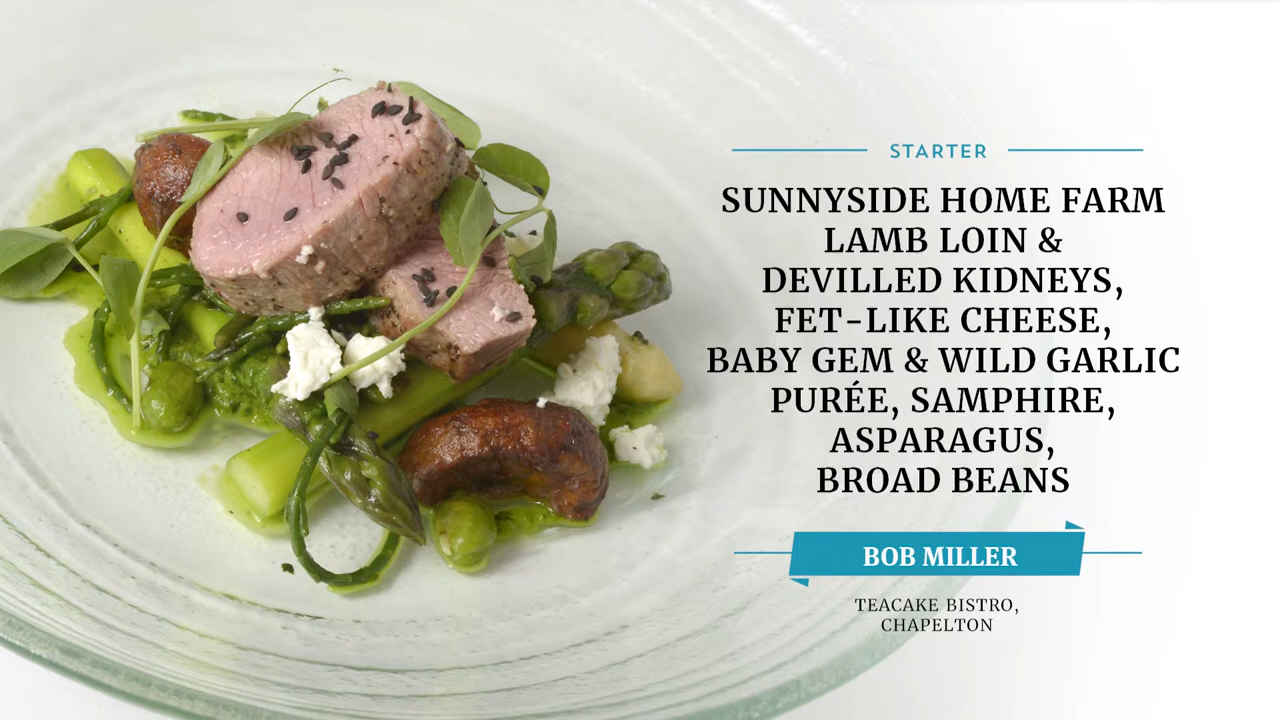 STARTER
SUNNYSIDE HOME FARM
LAMB LOIN &
DEVILLED KIDNEYS,
FET-LIKE CHEESE,
BABY GEM & WILD GARLIC
PURÉE, SAMPHIRE,
ASPARAGUS,
BROAD BEANS
BOB MILLER
TEACAKE BISTRO,
CHAPELTON